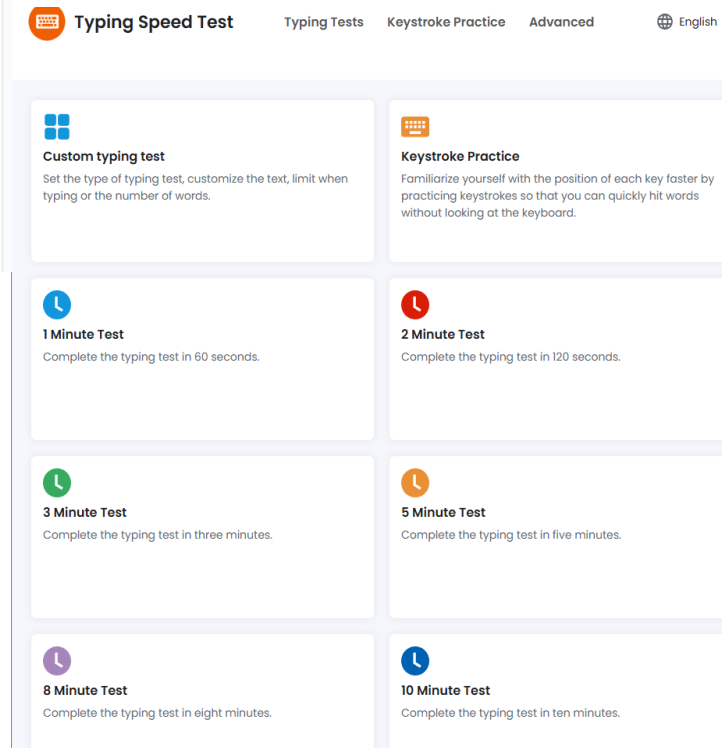 Typing Speed Test
Typing Tests
Keystroke Practice
Advanced
English
Custom typing test
Set the type of typing test, customize the text, limit when
typing or the number of words.
Keystroke Practice
Familiarize yourself with the position of each key faster by
practicing keystrokes so that you can quickly hit words
without looking at the keyboard.
1 Minute Test
Complete the typing test in 60 seconds.
2 Minute Test
Complete the typing test in 120 seconds.
3 Minute Test
Complete the typing test in three minutes.
5 Minute Test
Complete the typing test in five minutes.
8 Minute Test
Complete the typing test in eight minutes.
10 Minute Test
Complete the typing test in ten minutes.